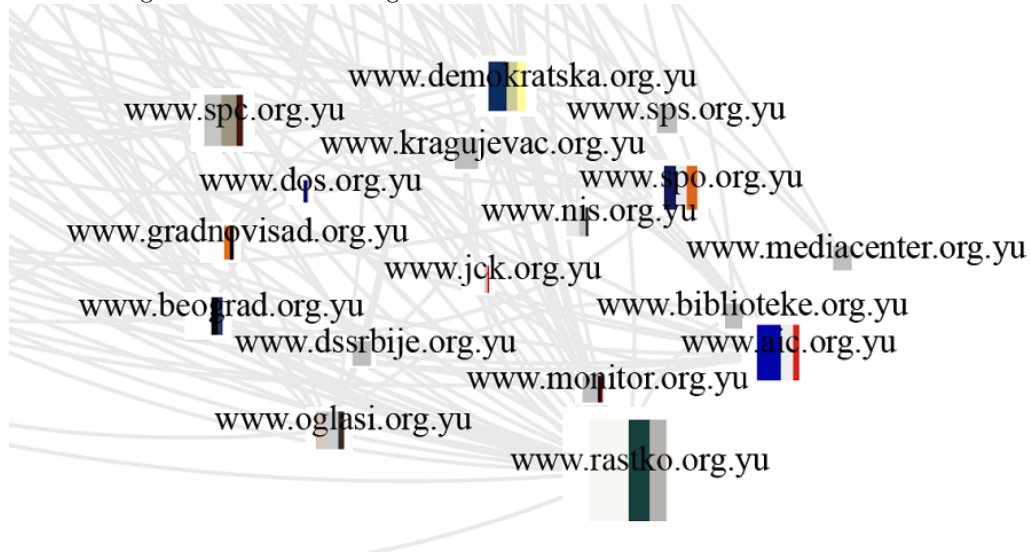 www.demokratska.org.yu
www.spc.org.yu
www.sps.org.yu
www.kragujevac.org.yu
www.dos.org.yu
www.spo.org.yu
www.nis.org.yu
www.gradnovisad.org.yu
www.mediacenter.org.yu
www.jck.org.yu
www.beograd.org.yu
www.biblioteke.org.yu
www.dssrbije.org.yu
www.aic.org.yu
www.monitor.org.yu
www.oglasi.org.yu
www.rastko.org.yu